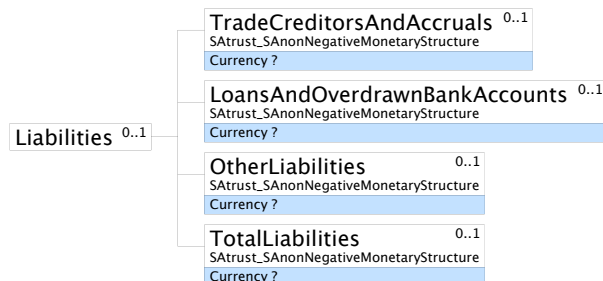 TradeCreditorsAndAccruals 0..1
SAtrust_SAnonNegativeMonetaryStructure
Currency ?
LoansAndOverdrawnBankAccounts 0..1
SAtrust_SAnonNegativeMonetaryStructure
Currency ?
Liabilities 0..1
OtherLiabilities 0..1
SAtrust_SAnonNegativeMonetaryStructure
Currency ?
TotalLiabilities 0..1
SAtrust_SAnonNegativeMonetaryStructure
Currency ?